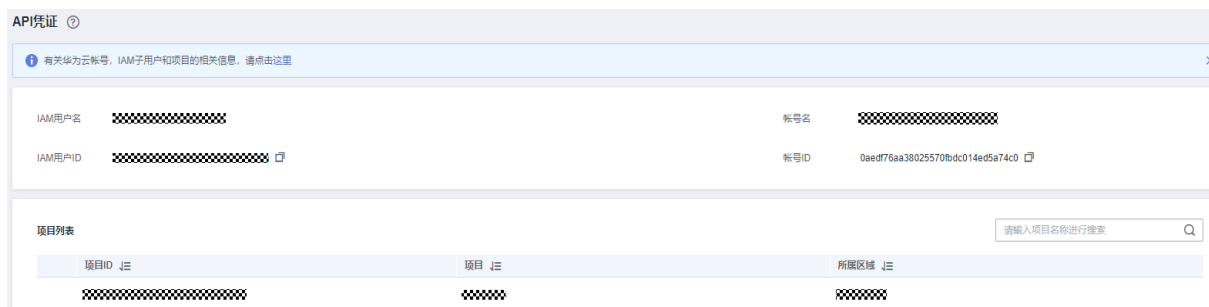 API凭证
有关华为云帐号，IAM子用户和项目的相关信息，请点击这里
IAM用户名
帐号名
IAM用户ID
帐号ID 0aedf76aa38025570fbdc014ed5a74c0
项目列表
请输入项目名称进行搜索
项目ID 项目 所属区域